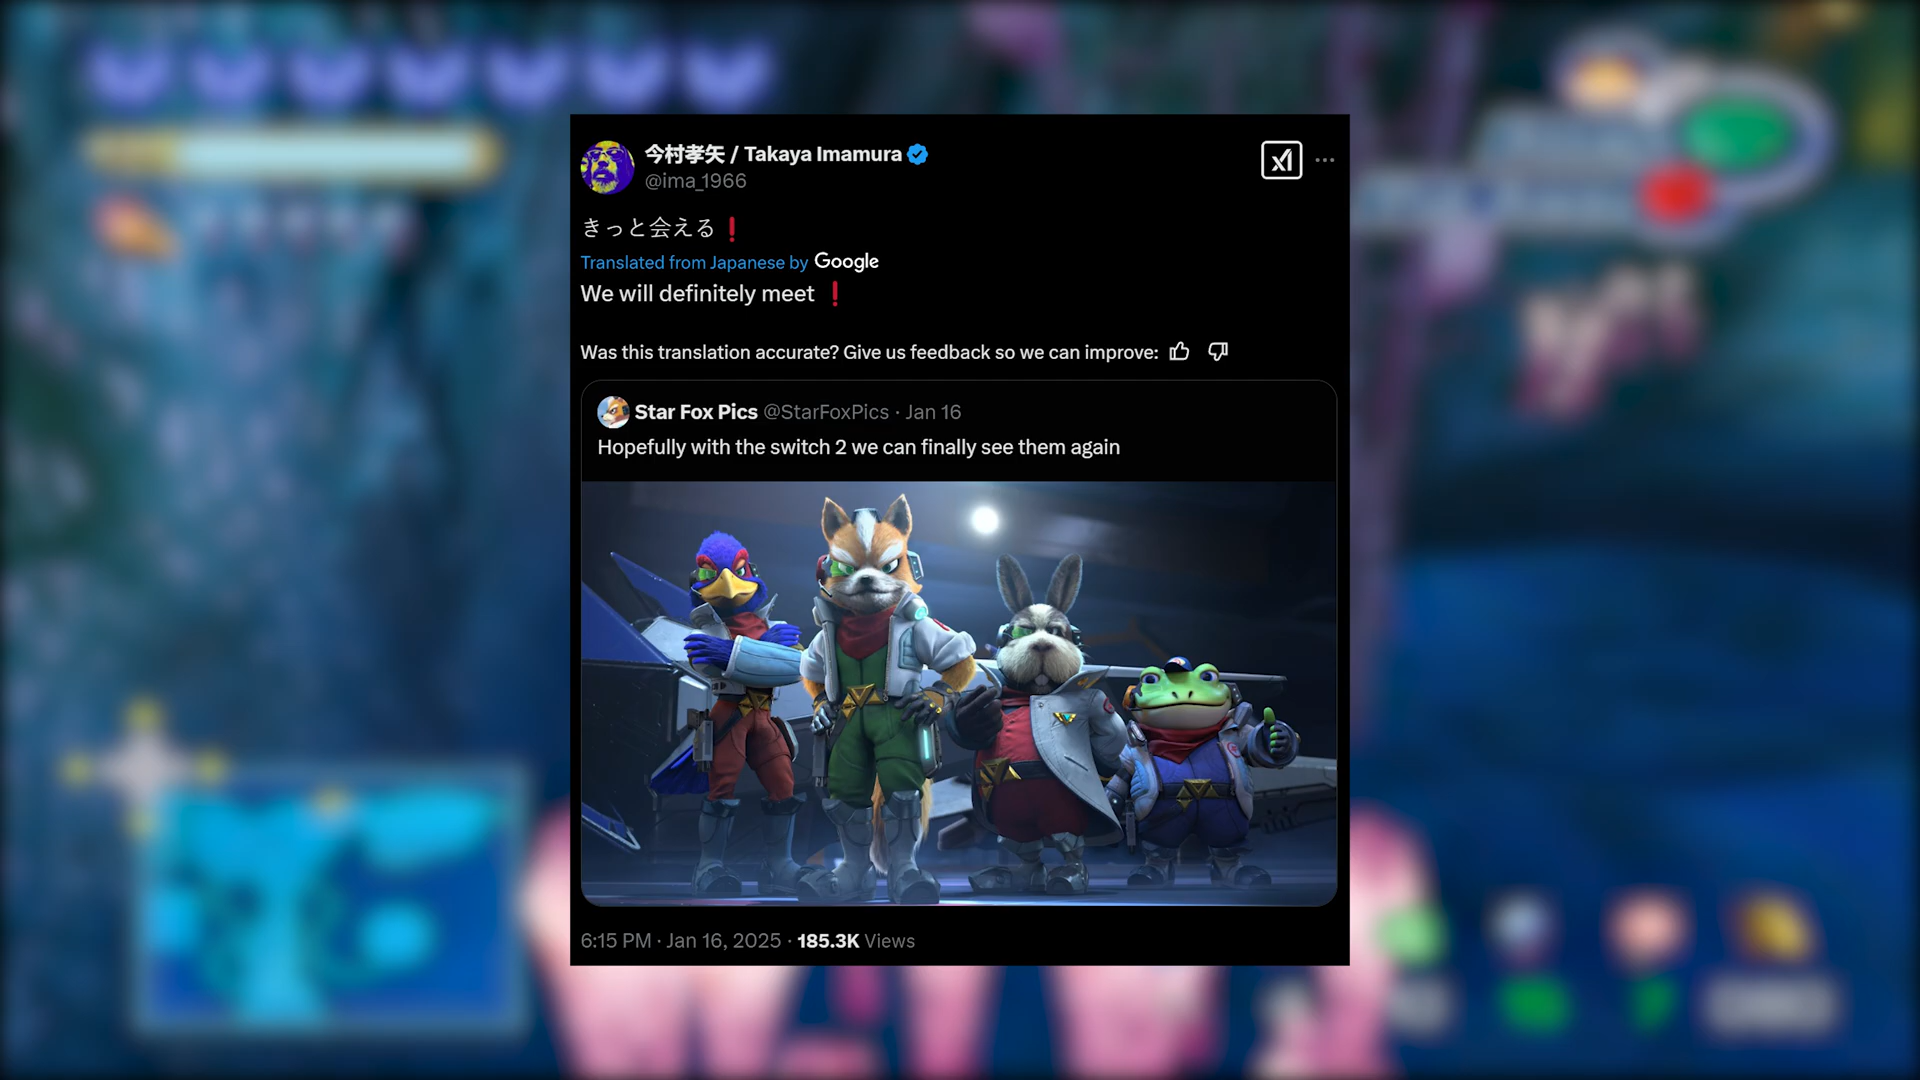 今村孝矢 / Takaya Imamura
@ima_1966
きっと会える❗
Translated from Japanese by Google
We will definitely meet ❗
Was this translation accurate? Give us feedback so we can improve:
Star Fox Pics @StarFoxPics · Jan 16
Hopefully with the switch 2 we can finally see them again
6:15 PM · Jan 16, 2025 · 185.3K Views